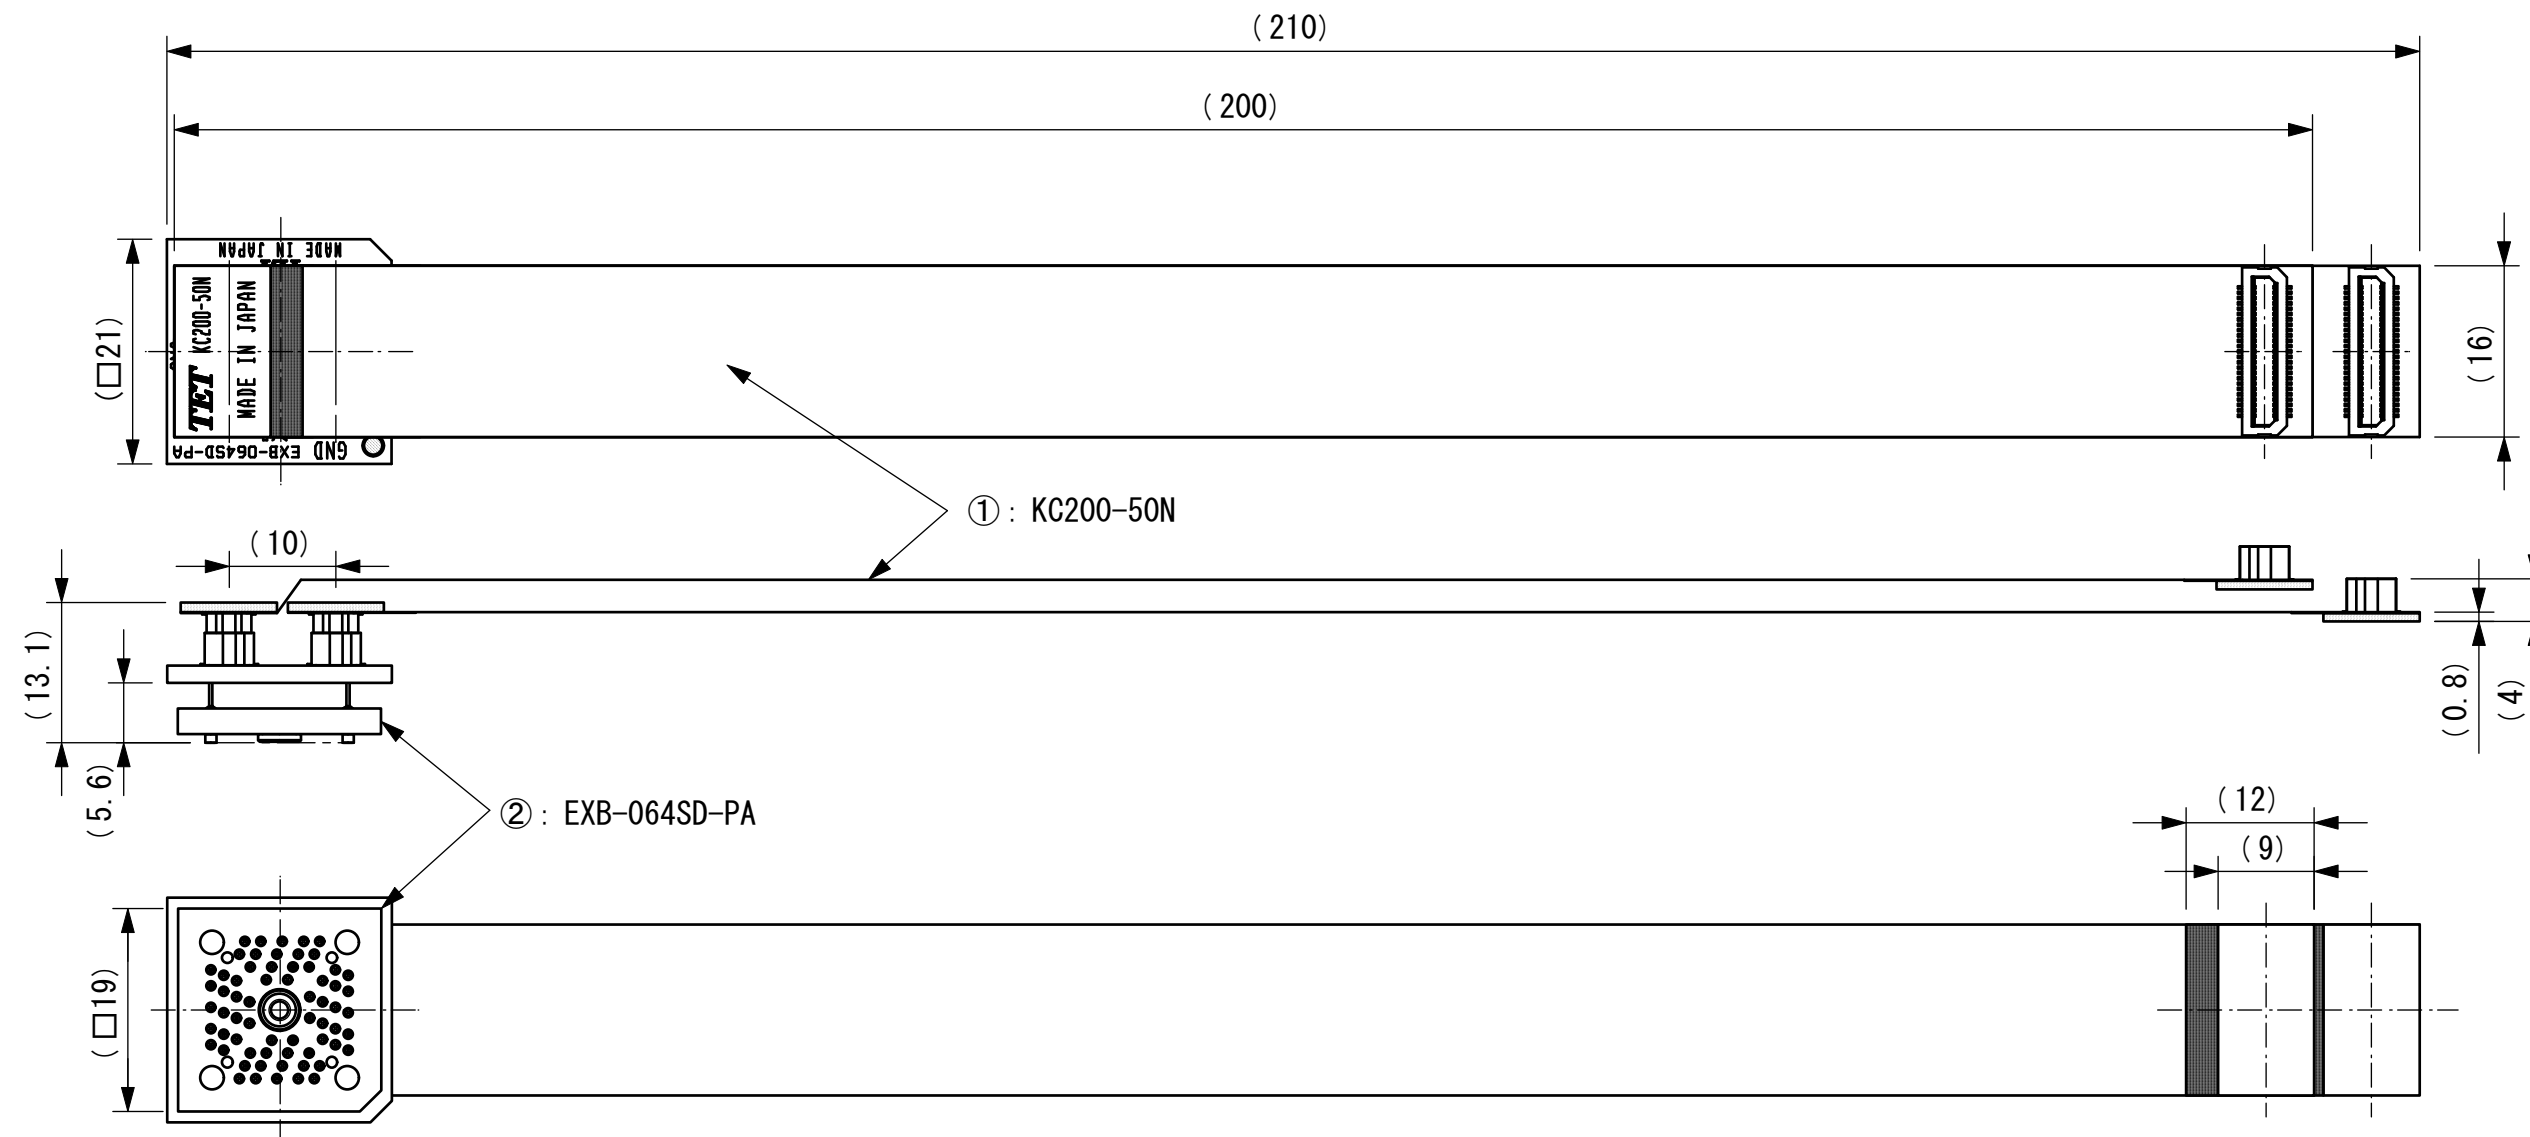 (210)
(200)
MADE IN JAPAN
KC200-50N
TET
MADE IN JAPAN
(□21)
(16)
EXB-064SD-PA
GND
①: KC200-50N
(10)
(13.1)
(5.6)
(0.8)
(4)
②: EXB-064SD-PA
(12)
(9)
(□19)